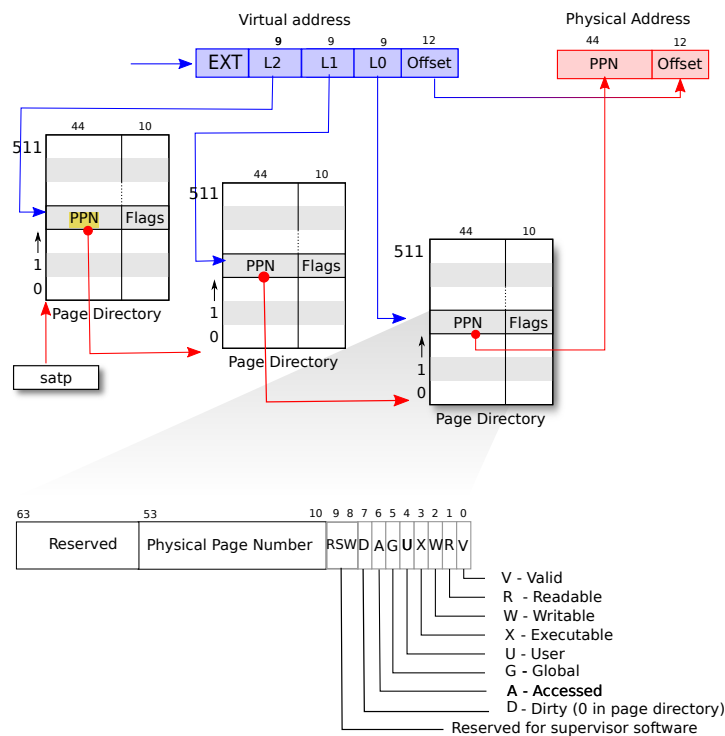 Virtual address
Physical Address
9 9 9 12
EXT L2 L1 L0 Offset
44 12
PPN Offset
44 10
511
PPN Flags
1
0
Page Directory
satp
44 10
511
PPN Flags
1
0
Page Directory
44 10
511
PPN Flags
1
0
Page Directory
63 53 10 9 8 7 6 5 4 3 2 1 0
Reserved Physical Page Number RSW D A G U X W R V
V - Valid
R - Readable
W - Writable
X - Executable
U - User
G - Global
A - Accessed
D - Dirty (0 in page directory)
Reserved for supervisor software